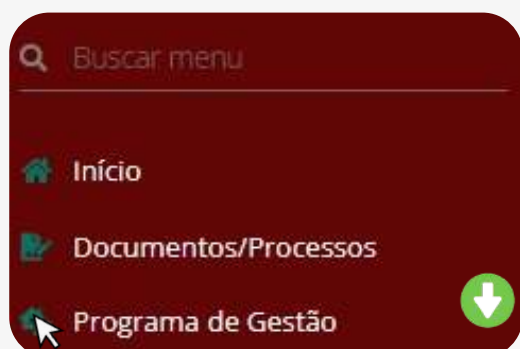 Buscar menu
Início
Documentos/Processos
Programa de Gestão